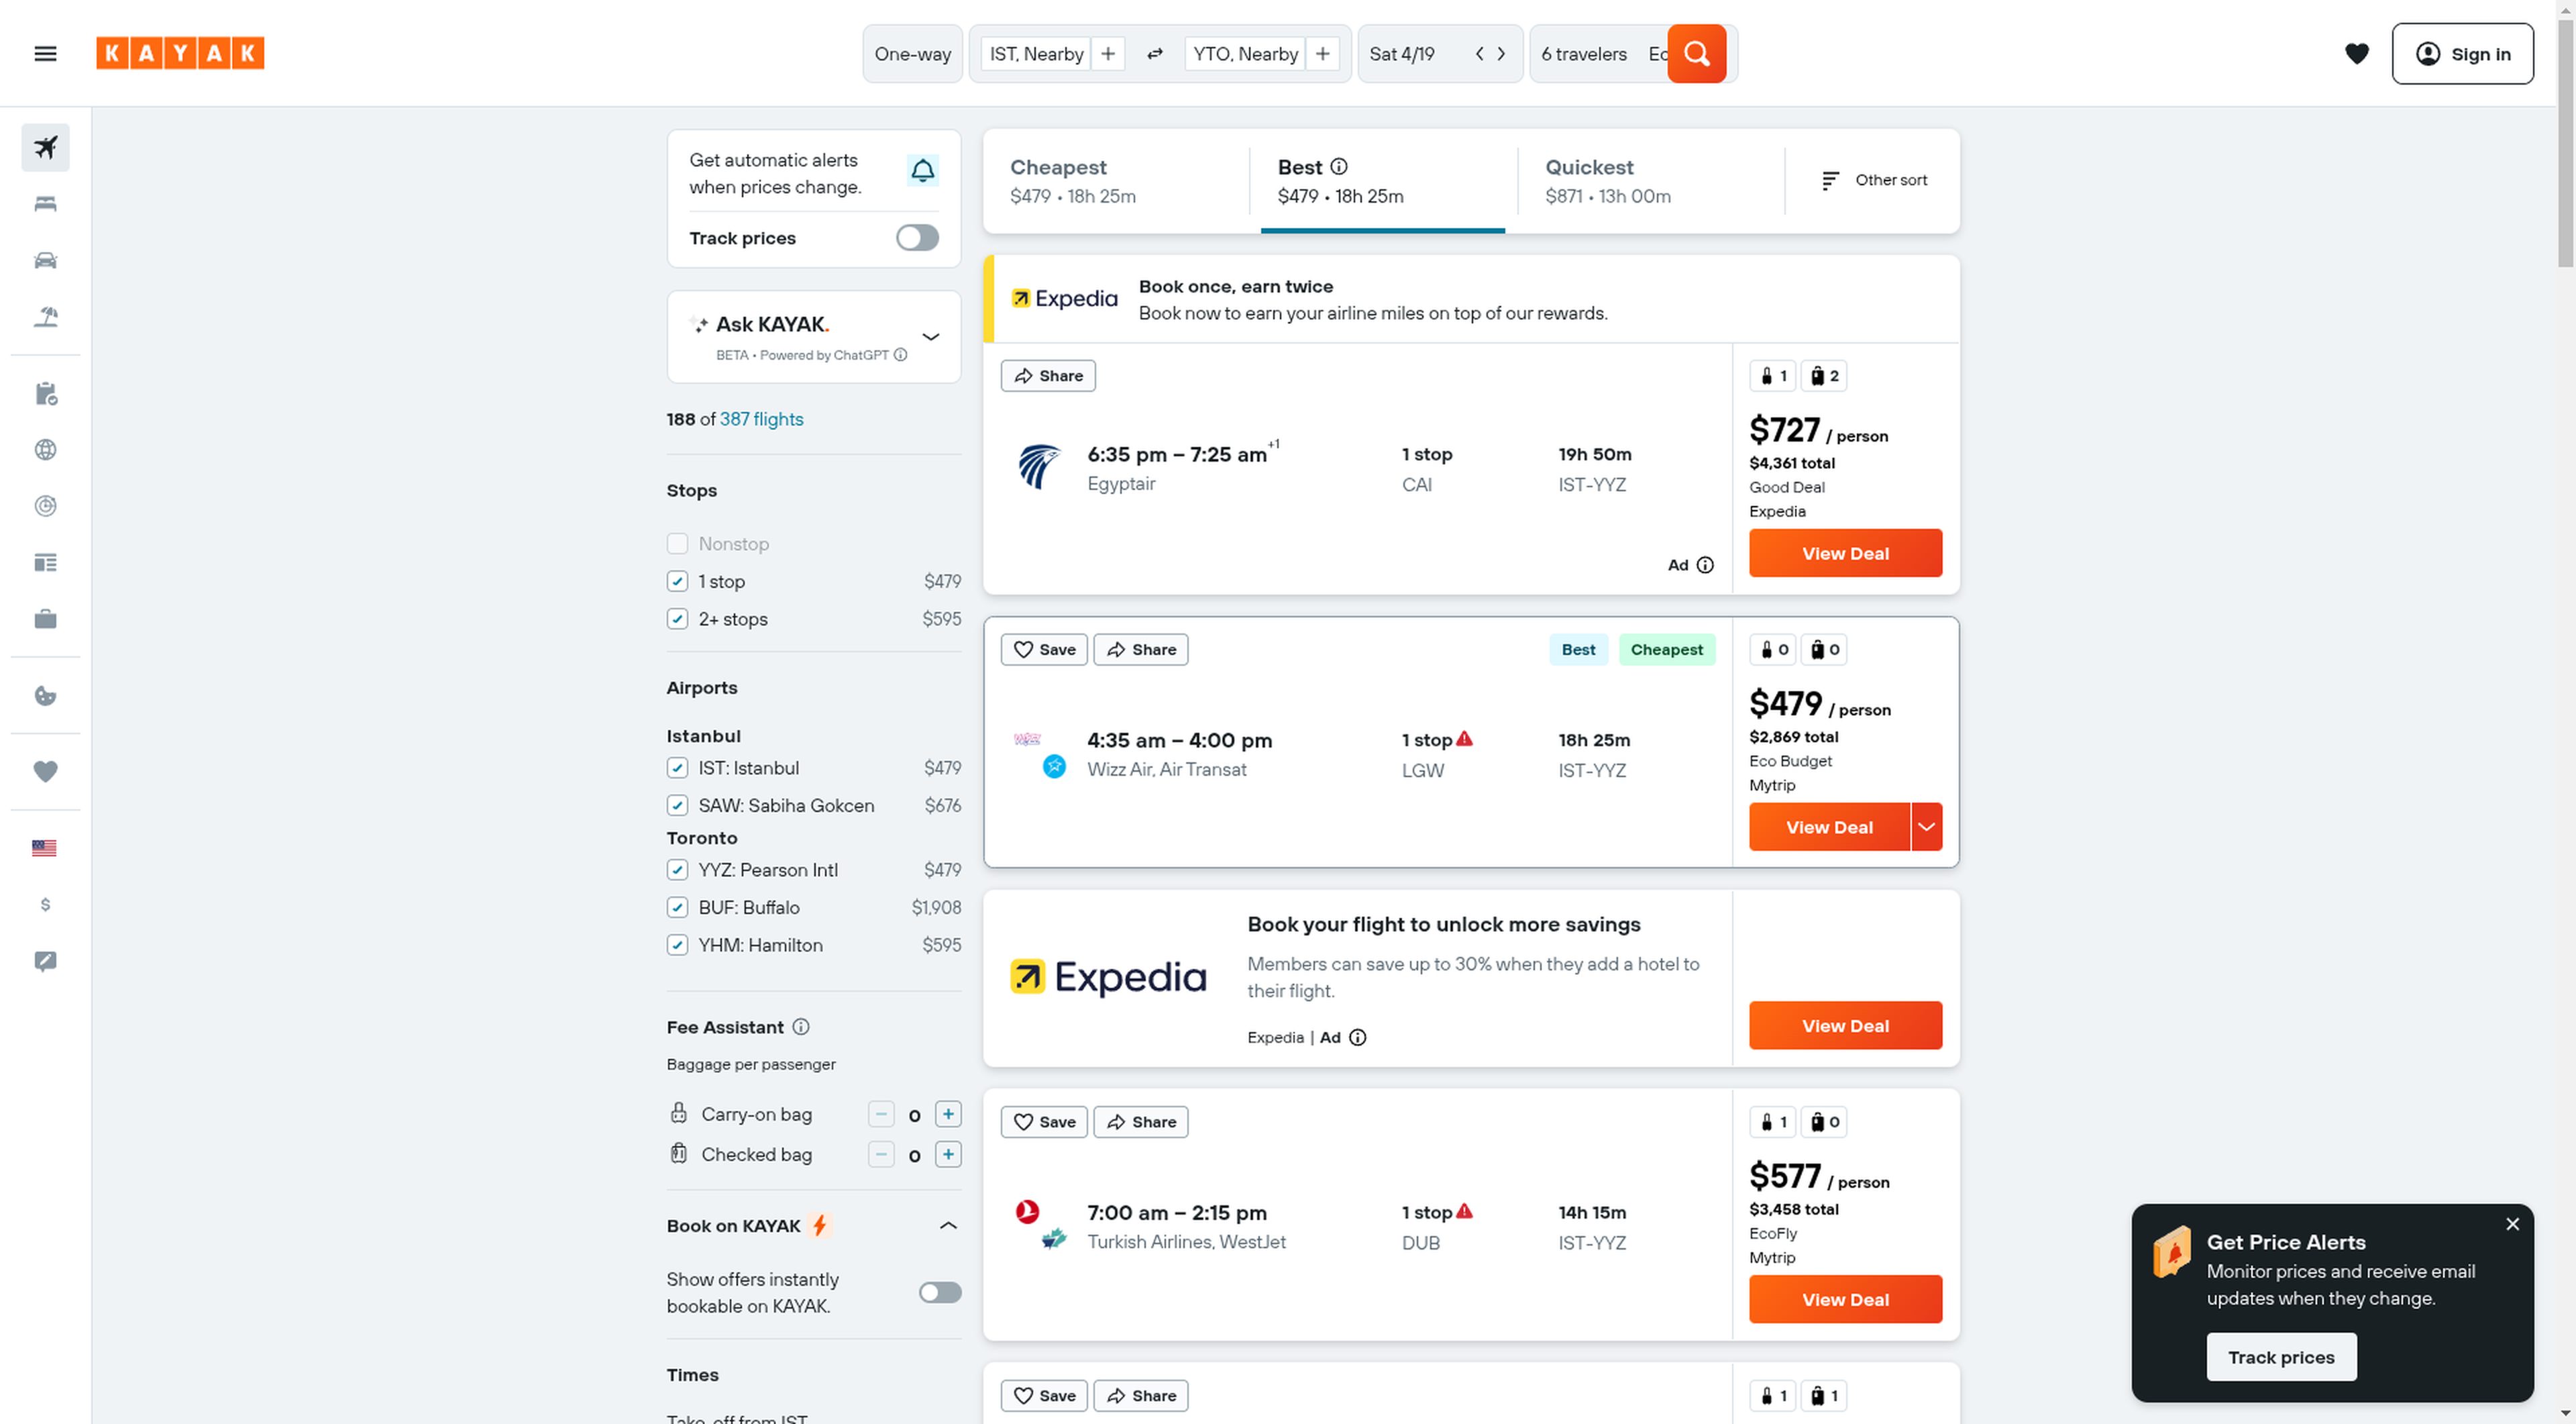 KAYAK
One-way
IST, Nearby
YTO, Nearby
Sat 4/19
6 travelers
Sign in
Get automatic alerts
when prices change.
Track prices
Ask KAYAK.
BETA • Powered by ChatGPT
188 of 387 flights
Stops
Nonstop
1 stop $479
2+ stops $595
Airports
Istanbul
IST: Istanbul $479
SAW: Sabiha Gokcen $676
Toronto
YYZ: Pearson Intl $479
BUF: Buffalo $1,908
YHM: Hamilton $595
Fee Assistant
Baggage per passenger
Carry-on bag 0
Checked bag 0
Book on KAYAK
Show offers instantly
bookable on KAYAK.
Times
Take-off from IST
Cheapest
$479 • 18h 25m
Best
$479 • 18h 25m
Quickest
$871 • 13h 00m
Other sort
Expedia
Book once, earn twice
Book now to earn your airline miles on top of our rewards.
Share
6:35 pm – 7:25 am+1
Egyptair
1 stop
CAI
19h 50m
IST-YYZ
Ad
1 2
$727 / person
$4,361 total
Good Deal
Expedia
View Deal
Save
Share
Best
Cheapest
4:35 am – 4:00 pm
Wizz Air, Air Transat
1 stop
LGW
18h 25m
IST-YYZ
0 0
$479 / person
$2,869 total
Eco Budget
Mytrip
View Deal
Expedia
Book your flight to unlock more savings
Members can save up to 30% when they add a hotel to
their flight.
Expedia | Ad
View Deal
Save
Share
7:00 am – 2:15 pm
Turkish Airlines, WestJet
1 stop
DUB
14h 15m
IST-YYZ
1 0
$577 / person
$3,458 total
EcoFly
Mytrip
View Deal
Save
Share
1 1
Get Price Alerts
Monitor prices and receive email
updates when they change.
Track prices